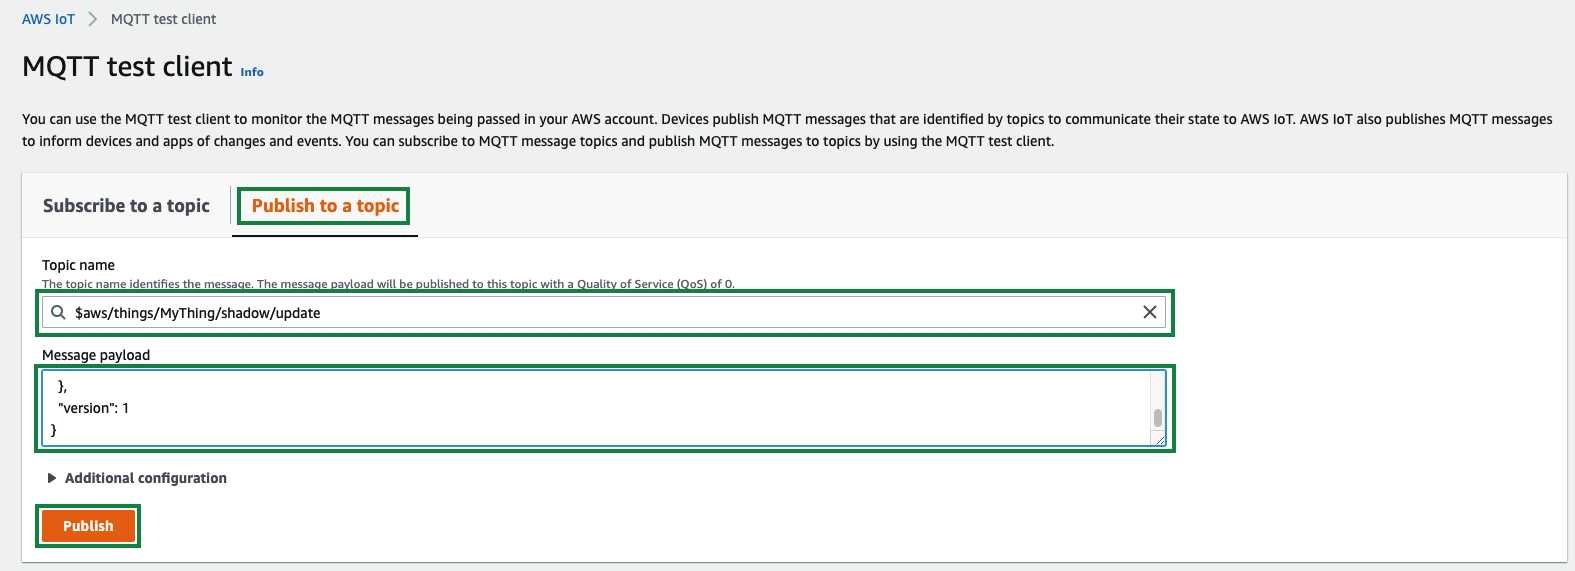 AWS IoT > MQTT test client
MQTT test client Info
You can use the MQTT test client to monitor the MQTT messages being passed in your AWS account. Devices publish MQTT messages that are identified by topics to communicate their state to AWS IoT. AWS IoT also publishes MQTT messages
to inform devices and apps of changes and events. You can subscribe to MQTT message topics and publish MQTT messages to topics by using the MQTT test client.
Subscribe to a topic Publish to a topic
Topic name
The topic name identifies the message. The message payload will be published to this topic with a Quality of Service (QoS) of 0.
$aws/things/MyThing/shadow/update
Message payload
},
"version": 1
}
Additional configuration
Publish